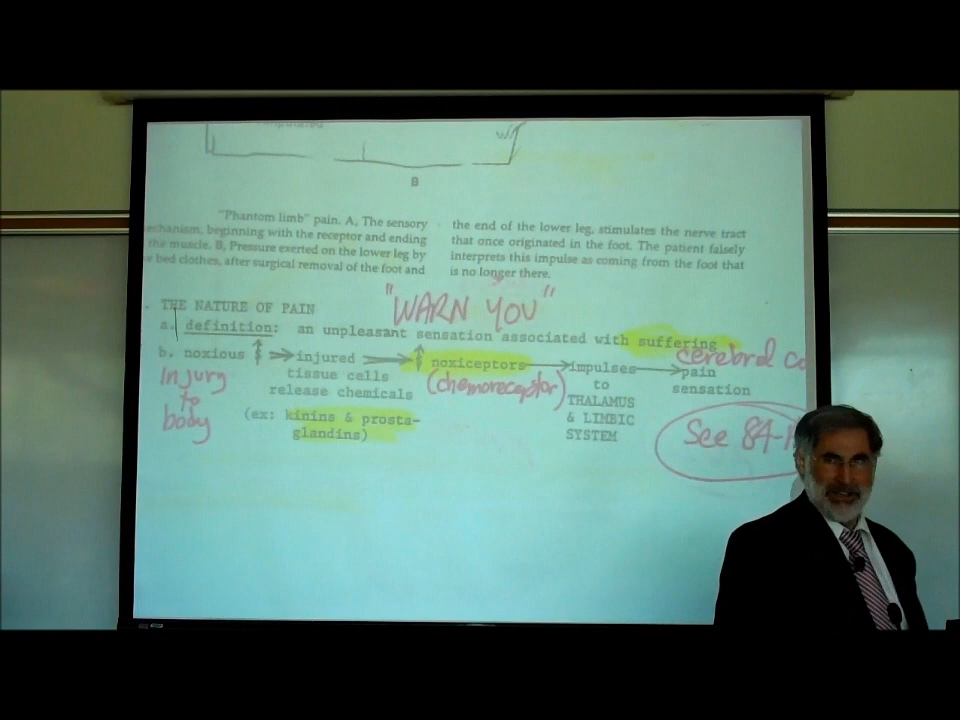 B
"Phantom limb" pain. A, The sensory
mechanism, beginning with the receptor and ending
the muscle. B, Pressure exerted on the lower leg by
bed clothes, after surgical removal of the foot and
the end of the lower leg, stimulates the nerve tract
that once originated in the foot. The patient falsely
interprets this impulse as coming from the foot that
is no longer there.
"WARN YOU"
THE NATURE OF PAIN
a. definition: an unpleasant sensation associated with suffering
cerebral co
b. noxious → injured → noxiceptors → impulses → pain
tissue cells to sensation
release chemicals THALAMUS
(ex: kinins & prosta- & LIMBIC
glandins) SYSTEM
Injury
to
body
(chemoreceptor)
See 8A-